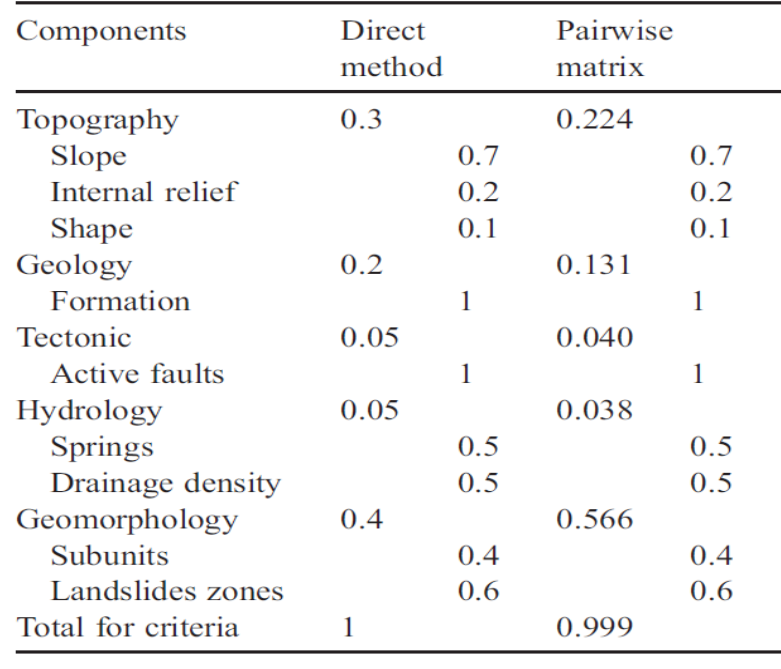 Components Direct method Pairwise matrix
Topography 0.3 0.224
Slope 0.7 0.7
Internal relief 0.2 0.2
Shape 0.1 0.1
Geology 0.2 0.131
Formation 1 1
Tectonic 0.05 0.040
Active faults 1 1
Hydrology 0.05 0.038
Springs 0.5 0.5
Drainage density 0.5 0.5
Geomorphology 0.4 0.566
Subunits 0.4 0.4
Landslides zones 0.6 0.6
Total for criteria 1 0.999